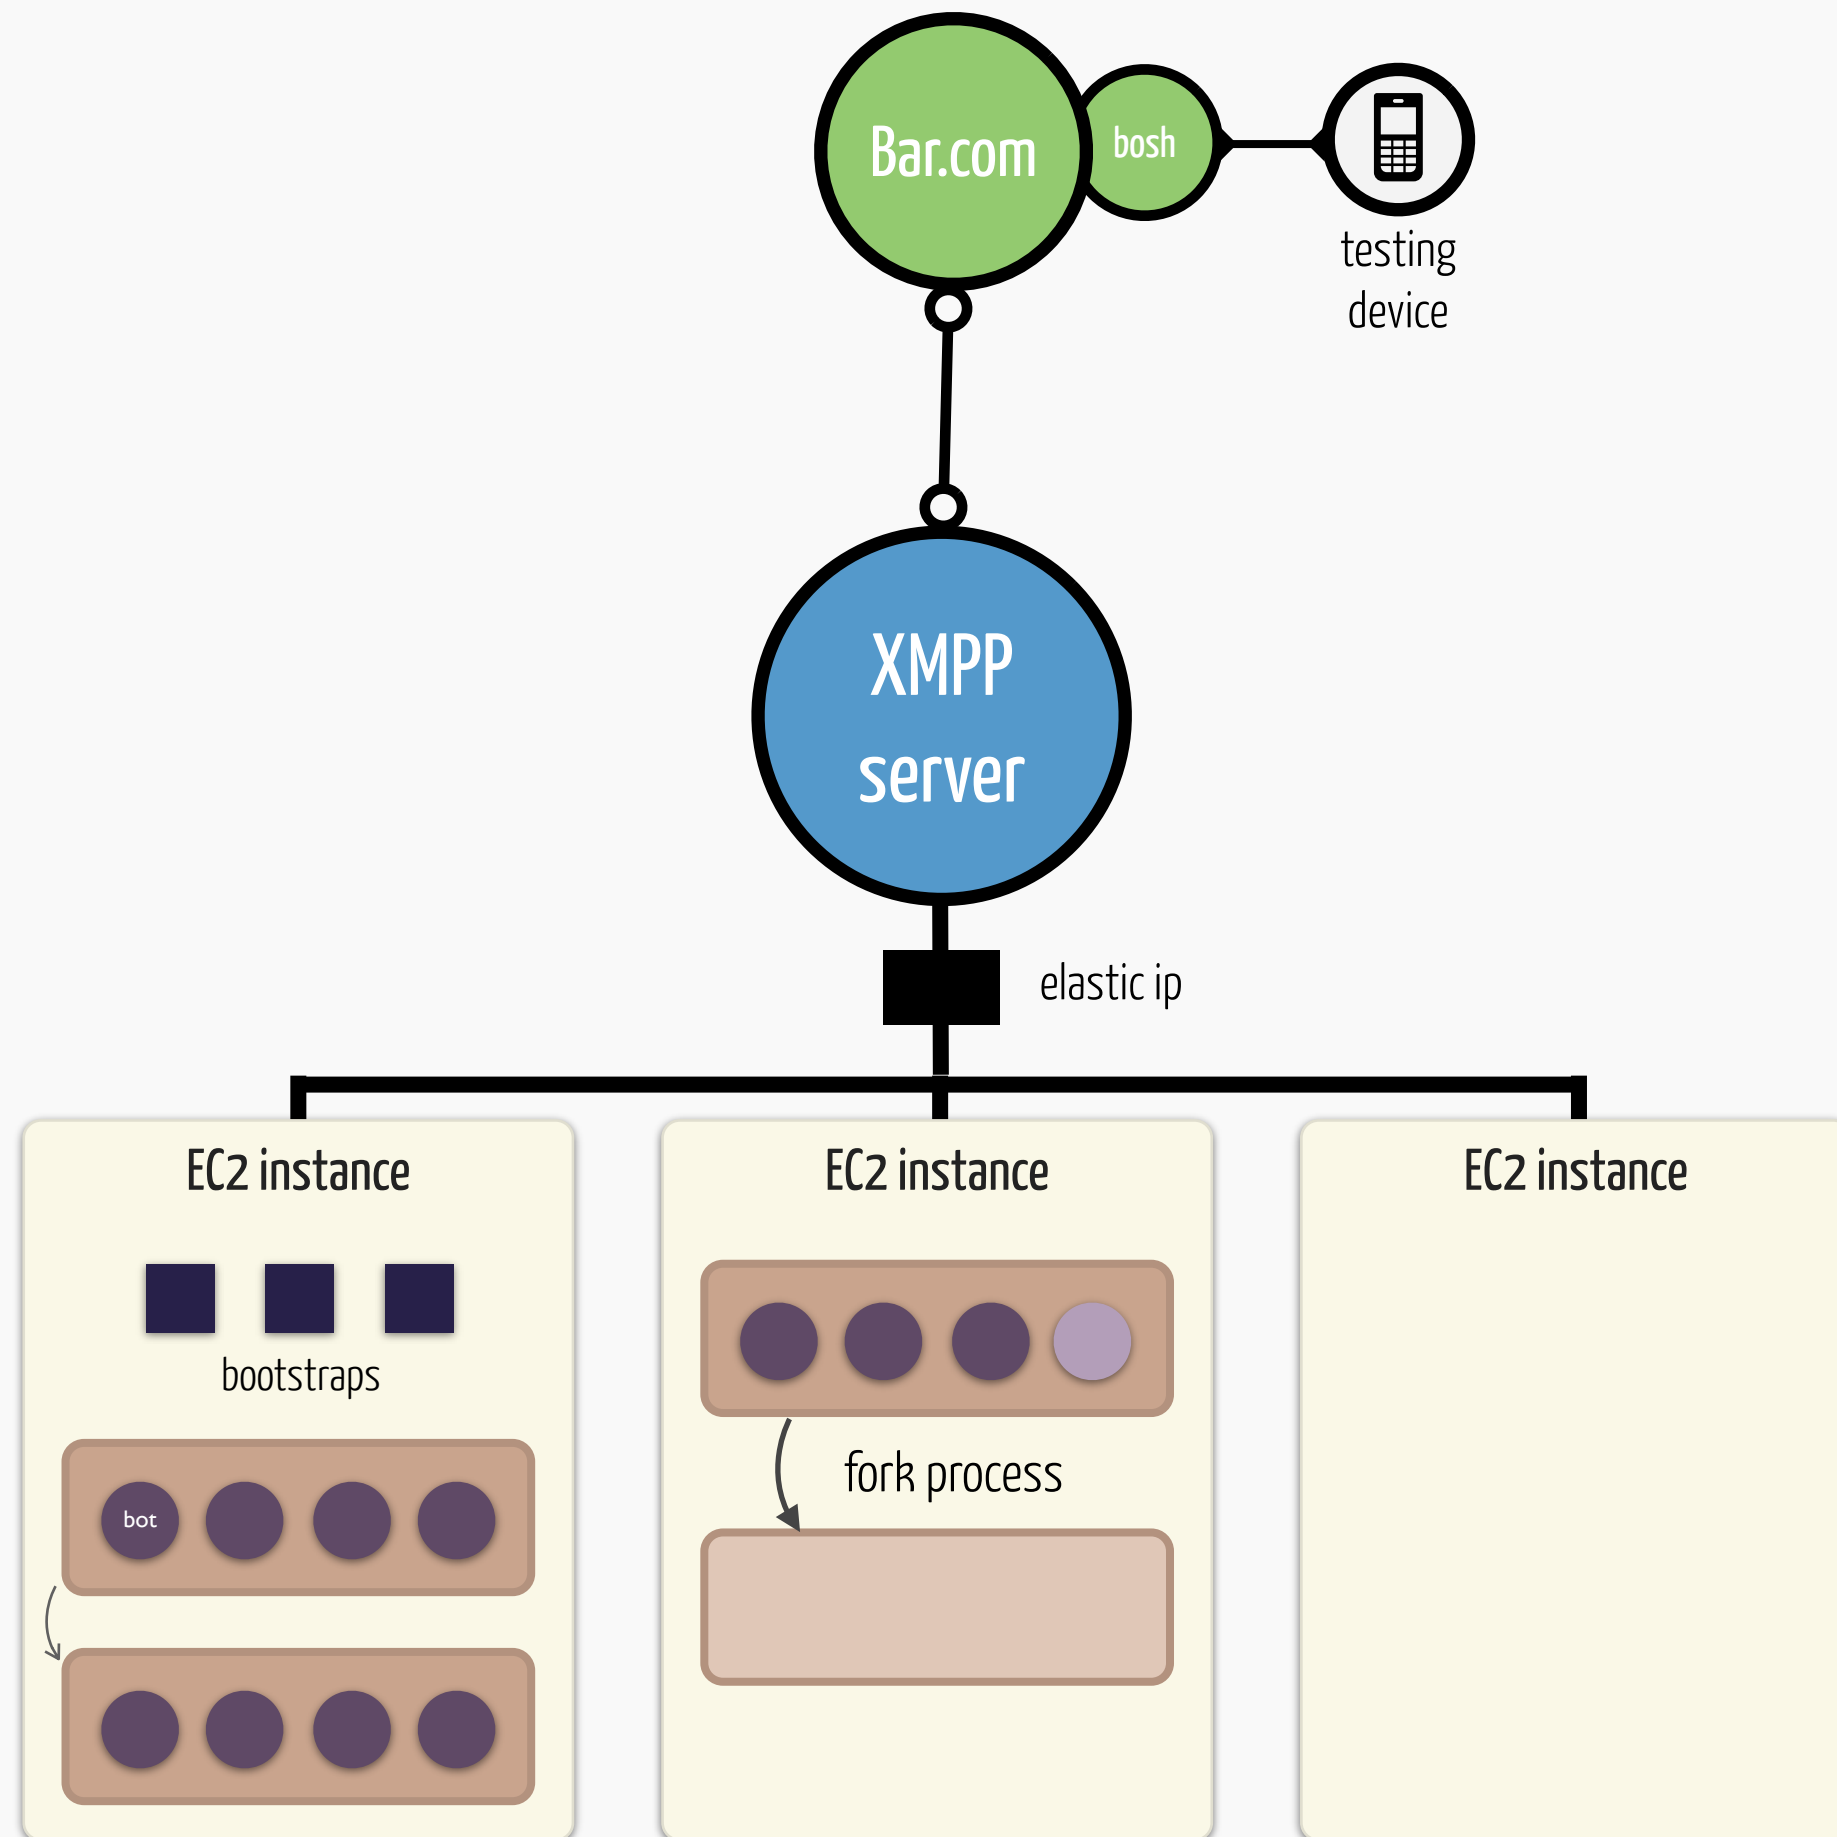 Bar.com
bosh
testing
device
XMPP
server
elastic ip
EC2 instance
EC2 instance
EC2 instance
bootstraps
fork process
bot